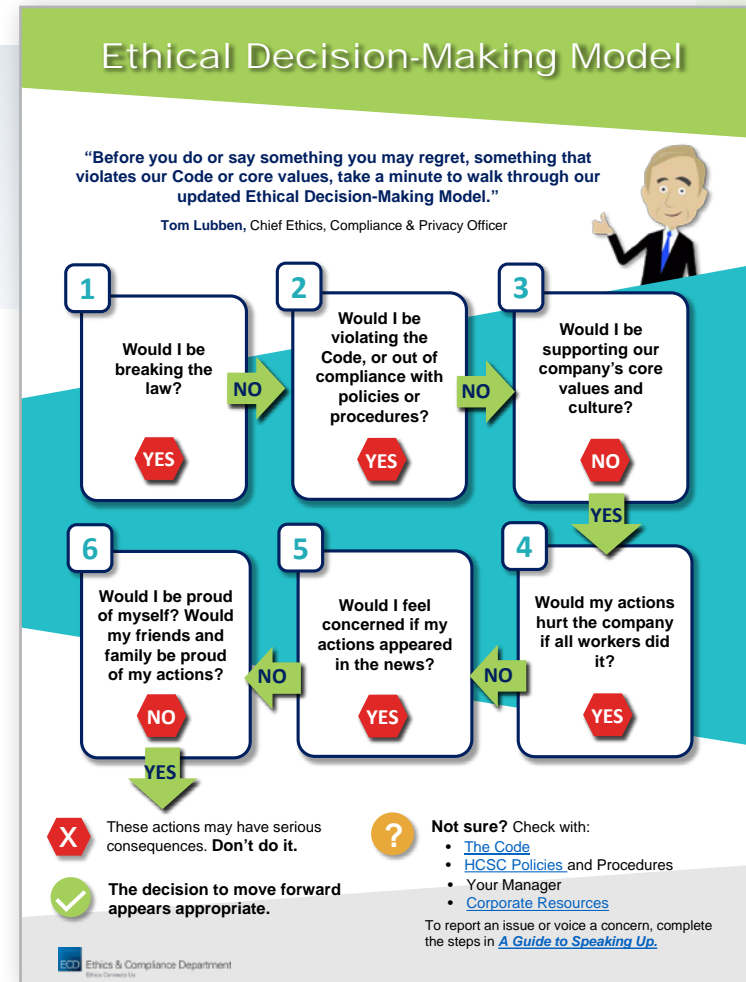 Ethical Decision-Making Model
“Before you do or say something you may regret, something that
violates our Code or core values, take a minute to walk through our
updated Ethical Decision-Making Model.”
Tom Lubben, Chief Ethics, Compliance & Privacy Officer
1
Would I be
breaking the
law?
YES
NO
2
Would I be
violating the
Code, or out of
compliance with
policies or
procedures?
YES
NO
3
Would I be
supporting our
company’s core
values and
culture?
NO
YES
4
Would my actions
hurt the company
if all workers did
it?
YES
NO
5
Would I feel
concerned if my
actions appeared
in the news?
YES
NO
6
Would I be proud
of myself? Would
my friends and
family be proud
of my actions?
NO
YES
X
These actions may have serious
consequences. Don’t do it.
The decision to move forward
appears appropriate.
?
Not sure? Check with:
• The Code
• HCSC Policies and Procedures
• Your Manager
• Corporate Resources
To report an issue or voice a concern, complete
the steps in A Guide to Speaking Up.
ECD Ethics & Compliance Department
Ethics Connects Us